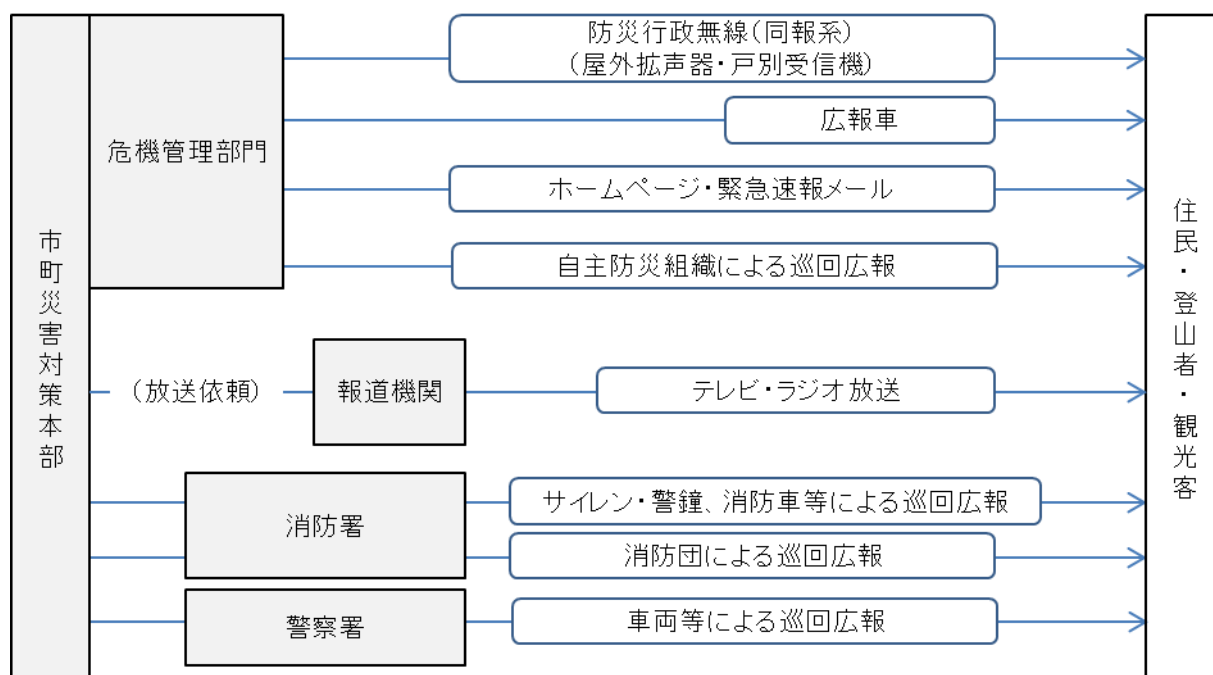 市町災害対策本部
危機管理部門
防災行政無線(同報系)
(屋外拡声器・戸別受信機)
広報車
ホームページ・緊急速報メール
自主防災組織による巡回広報
(放送依頼)
報道機関
テレビ・ラジオ放送
消防署
サイレン・警鐘、消防車等による巡回広報
消防団による巡回広報
警察署
車両等による巡回広報
住民・登山者・観光客